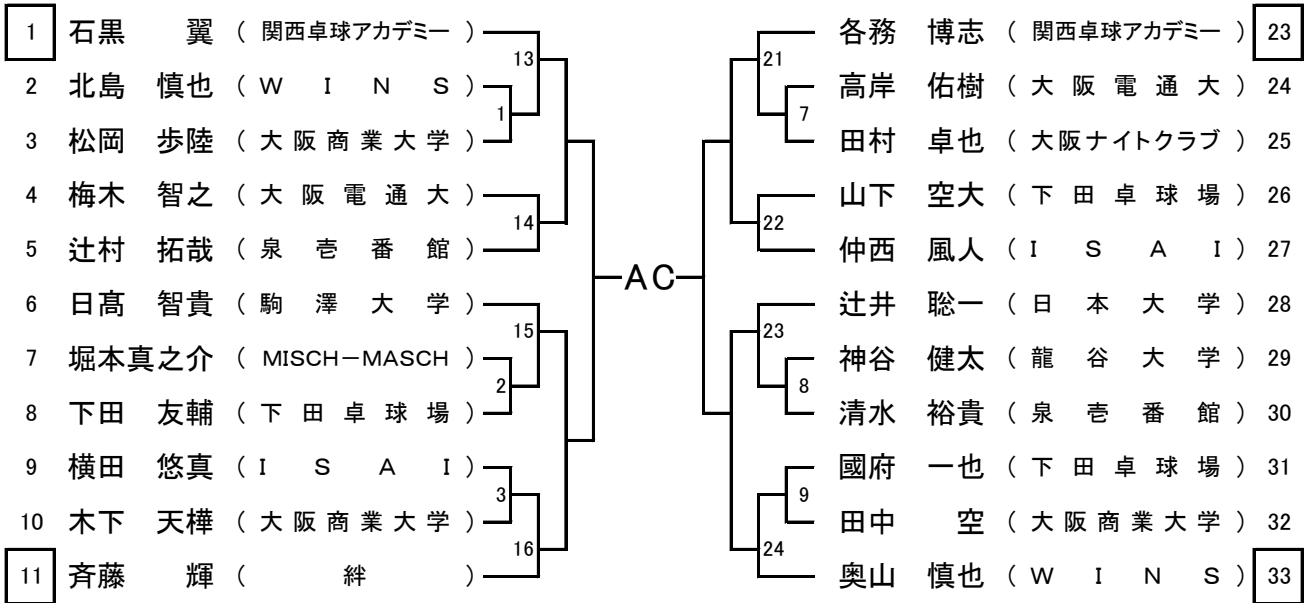 1 石黒 翼 ( 関西卓球アカデミー )
2 北島 慎也 ( W I N S )
3 松岡 歩陸 ( 大 阪 商 業 大 学 )
4 梅木 智之 ( 大 阪 電 通 大 )
5 辻村 拓哉 ( 泉 壱 番 館 )
6 日髙 智貴 ( 駒 澤 大 学 )
7 堀本真之介 ( MISCH－MASCH )
8 下田 友輔 ( 下 田 卓 球 場 )
9 横田 悠真 ( I S A I )
10 木下 天樺 ( 大 阪 商 業 大 学 )
11 斉藤 輝 ( 絆 )
13
1
14
15
2
3
16
AC
21
7
22
23
8
9
24
各務 博志 ( 関西卓球アカデミー ) 23
高岸 佑樹 ( 大 阪 電 通 大 ) 24
田村 卓也 ( 大阪ナイトクラブ ) 25
山下 空大 ( 下 田 卓 球 場 ) 26
仲西 風人 ( I S A I ) 27
辻井 聡一 ( 日 本 大 学 ) 28
神谷 健太 ( 龍 谷 大 学 ) 29
清水 裕貴 ( 泉 壱 番 館 ) 30
國府 一也 ( 下 田 卓 球 場 ) 31
田中 空 ( 大 阪 商 業 大 学 ) 32
奥山 慎也 ( W I N S ) 33